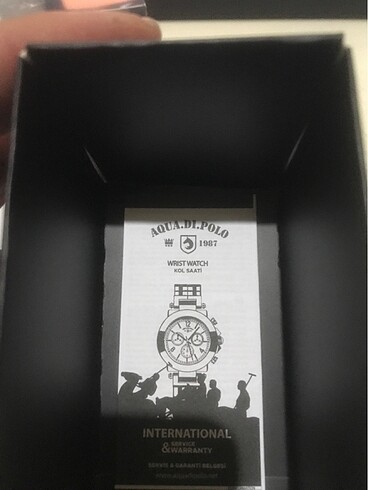 AQUA.DI.POLO
1987
WRIST WATCH
KOL SAATİ
INTERNATIONAL
& SERVICE
WARRANTY
SERVİS & GARANTİ BELGESİ